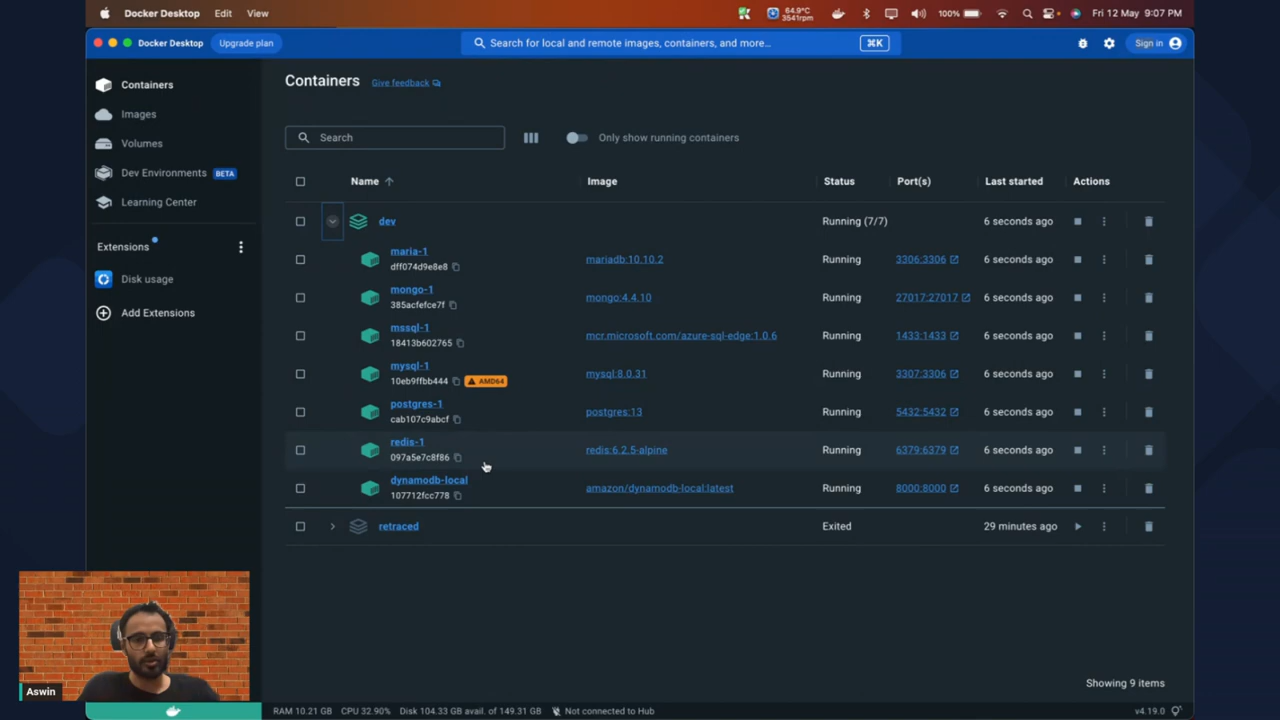 Docker Desktop Edit View 64.9°C 3541rpm 100% Fri 12 May 9:07 PM
Docker Desktop Upgrade plan Search for local and remote images, containers, and more... ⌘K Sign in
Containers
Images
Volumes
Dev Environments BETA
Learning Center
Extensions
Disk usage
Add Extensions
Containers Give feedback
Search Only show running containers
Name Image Status Port(s) Last started Actions
dev Running (7/7) 6 seconds ago
maria-1
dff074d9e8e8 mariadb:10.10.2 Running 3306:3306 6 seconds ago
mongo-1
385acfefce7f mongo:4.4.10 Running 27017:27017 6 seconds ago
mssql-1
18413b602765 mcr.microsoft.com/azure-sql-edge:1.0.6 Running 1433:1433 6 seconds ago
mysql-1
10eb9ffbb444 AMD64 mysql:8.0.31 Running 3307:3306 6 seconds ago
postgres-1
cab107c9abcf postgres:13 Running 5432:5432 6 seconds ago
redis-1
097a5e7c8f86 redis:6.2.5-alpine Running 6379:6379 6 seconds ago
dynamodb-local
107712fcc778 amazon/dynamodb-local:latest Running 8000:8000 6 seconds ago
retraced Exited 29 minutes ago
Showing 9 items
Aswin
RAM 10.21 GB CPU 32.90% Disk 104.33 GB avail. of 149.31 GB Not connected to Hub v4.19.0